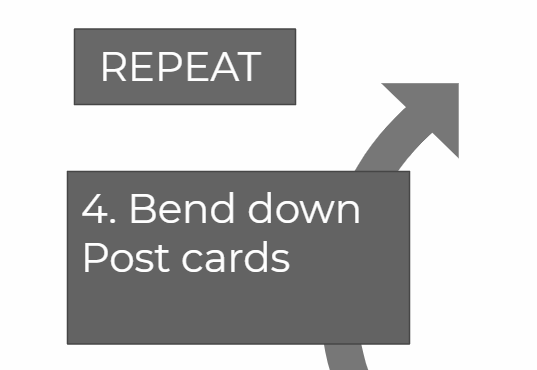 REPEAT
4. Bend down
Post cards